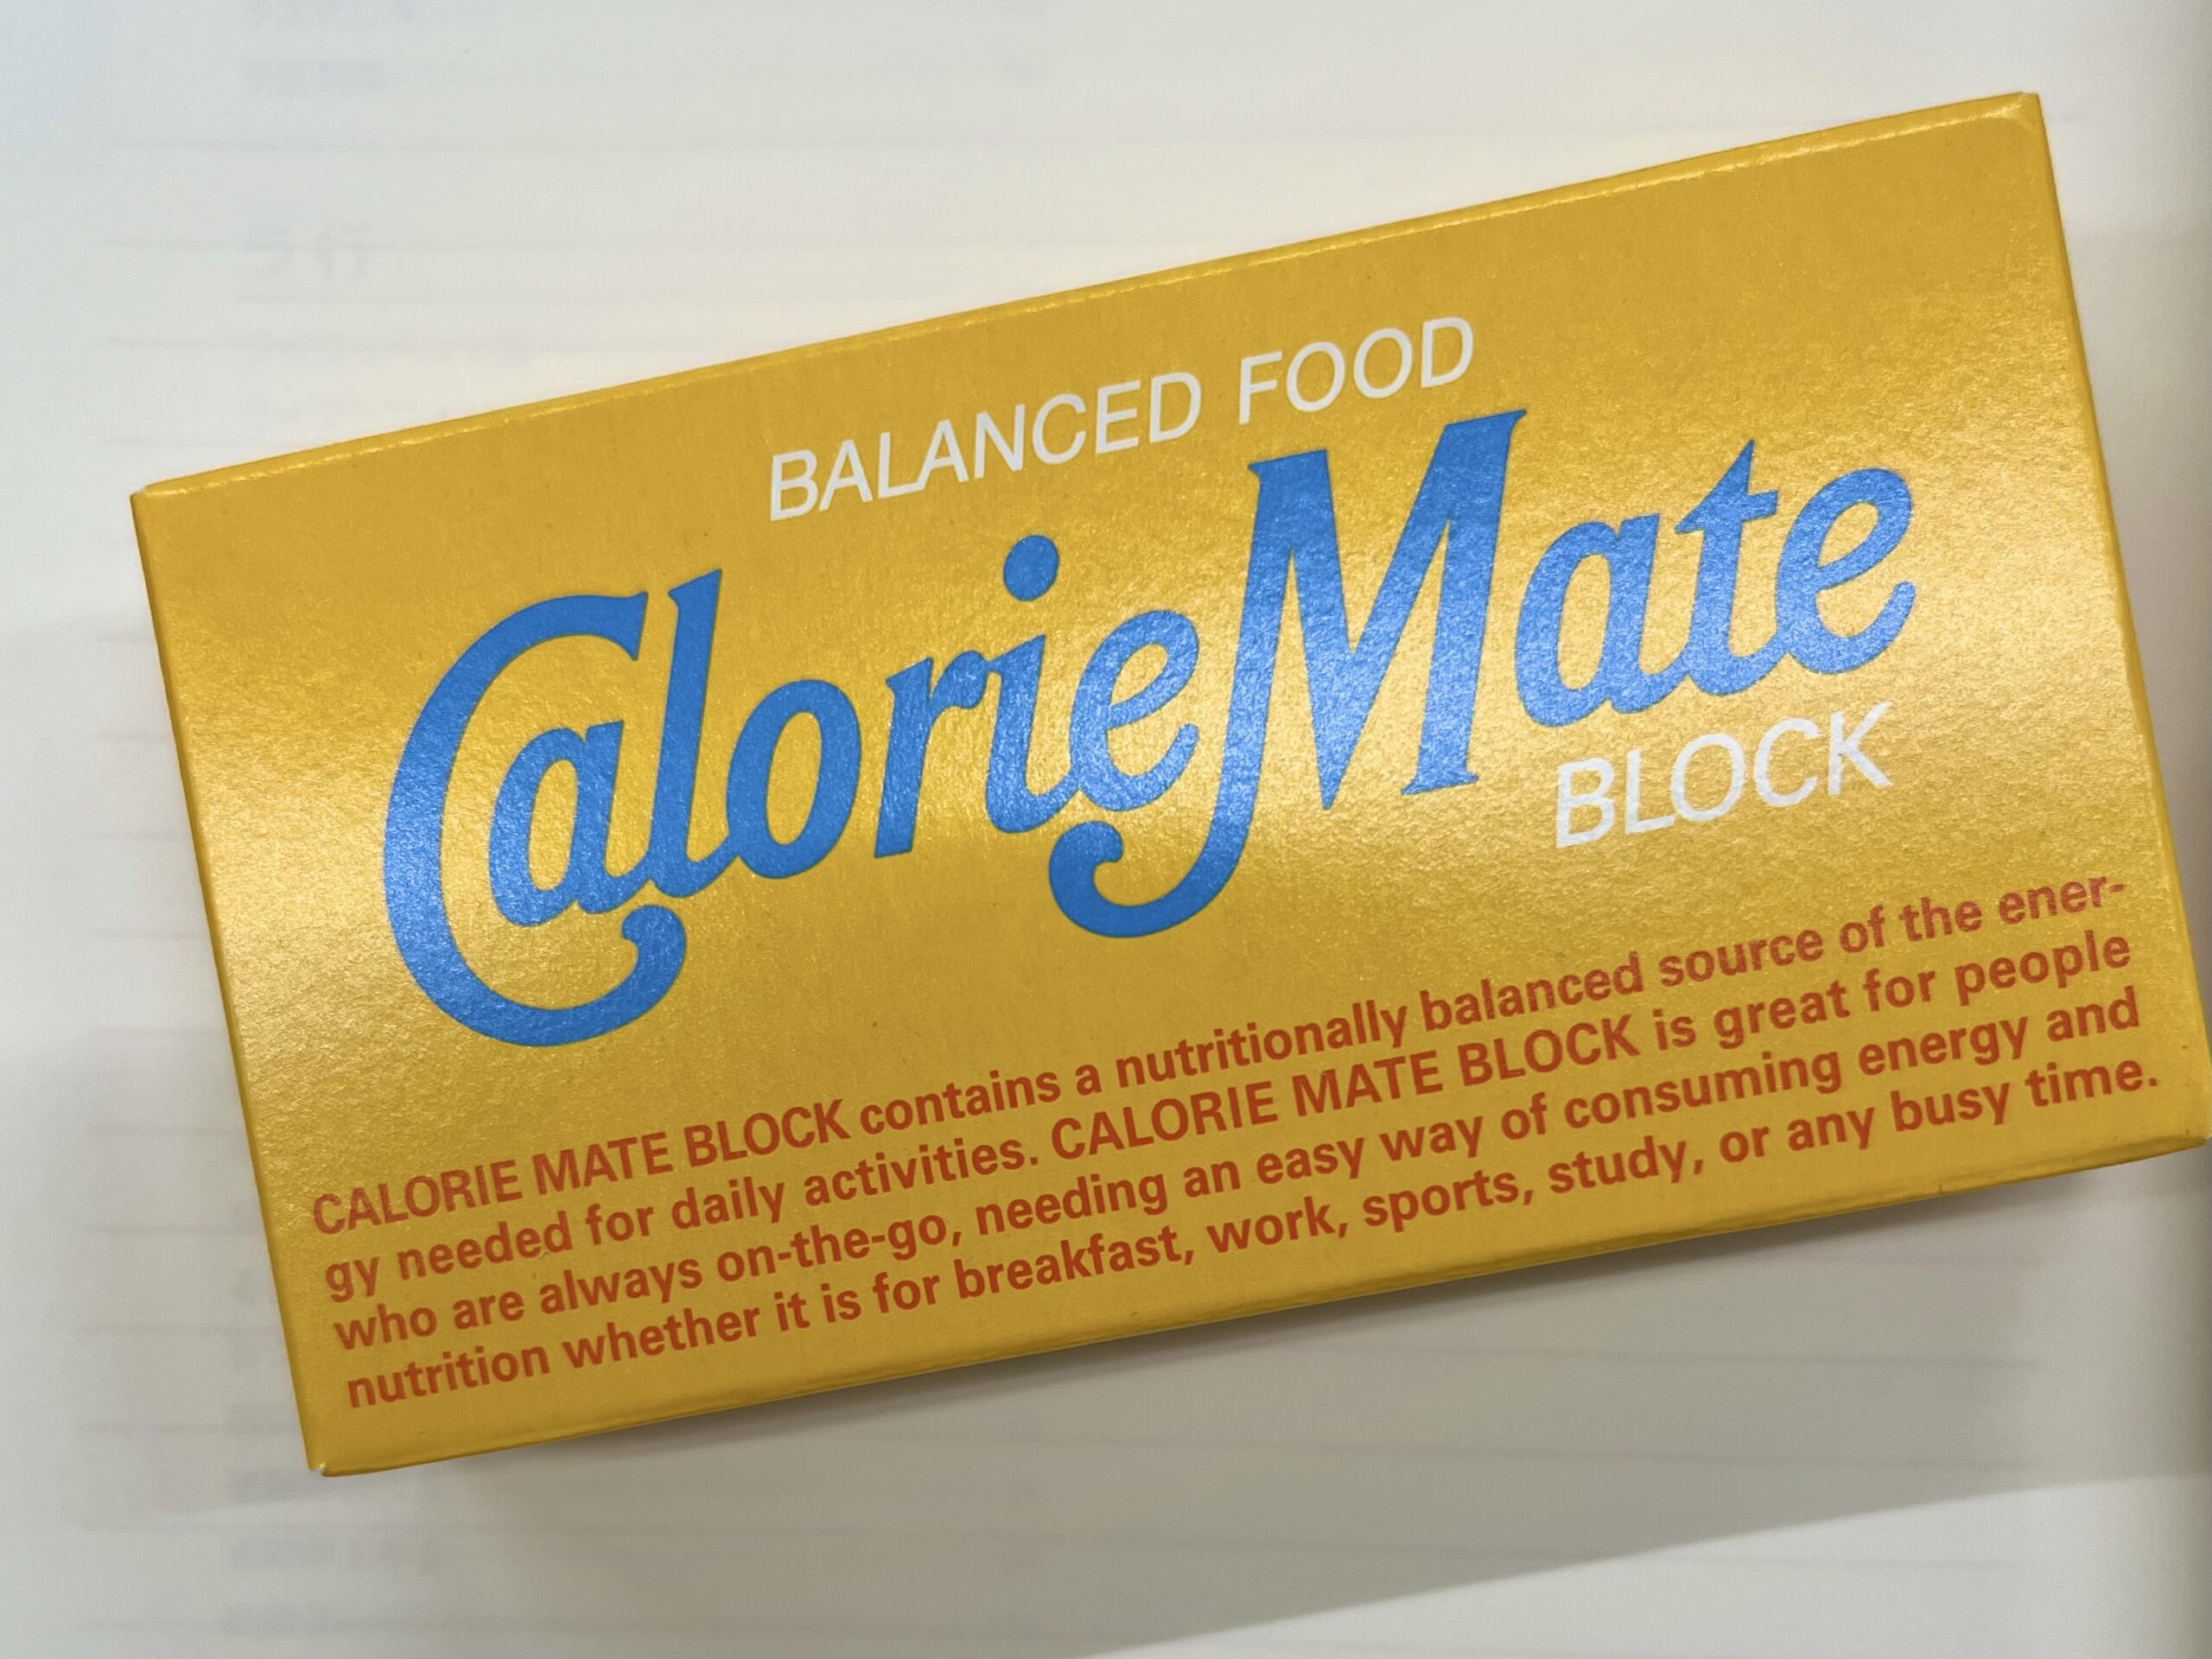 BALANCED FOOD
CalorieMate
BLOCK
CALORIE MATE BLOCK contains a nutritionally balanced source of the ener-
gy needed for daily activities. CALORIE MATE BLOCK is great for people
who are always on-the-go, needing an easy way of consuming energy and
nutrition whether it is for breakfast, work, sports, study, or any busy time.